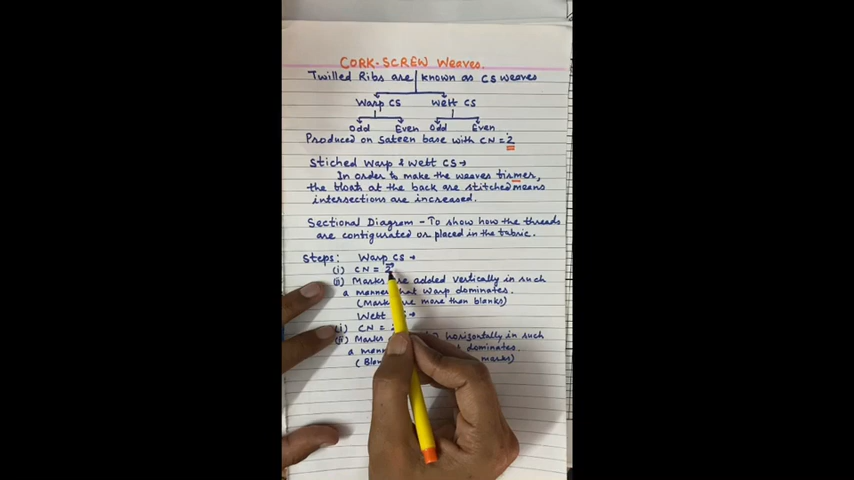 CORK-SCREW Weaves.
Twilled Ribs are known as CS weaves
Warp CS Weft CS
Odd Even Odd Even
Produced on Sateen base with CN = 2
Stiched Warp & Weft CS →
In order to make the weaves firmer,
the floats at the back are stitched means
intersections are increased.
Sectional Diagram - To show how the threads
are configurated or placed in the fabric.
Steps: Warp CS →
(i) CN = 2
(ii) Marks are added vertically in such
a manner that warp dominates.
(Marks are more than blanks)
Weft CS →
(i) CN =
(ii) Marks horizontally in such
a dominates.
marks)